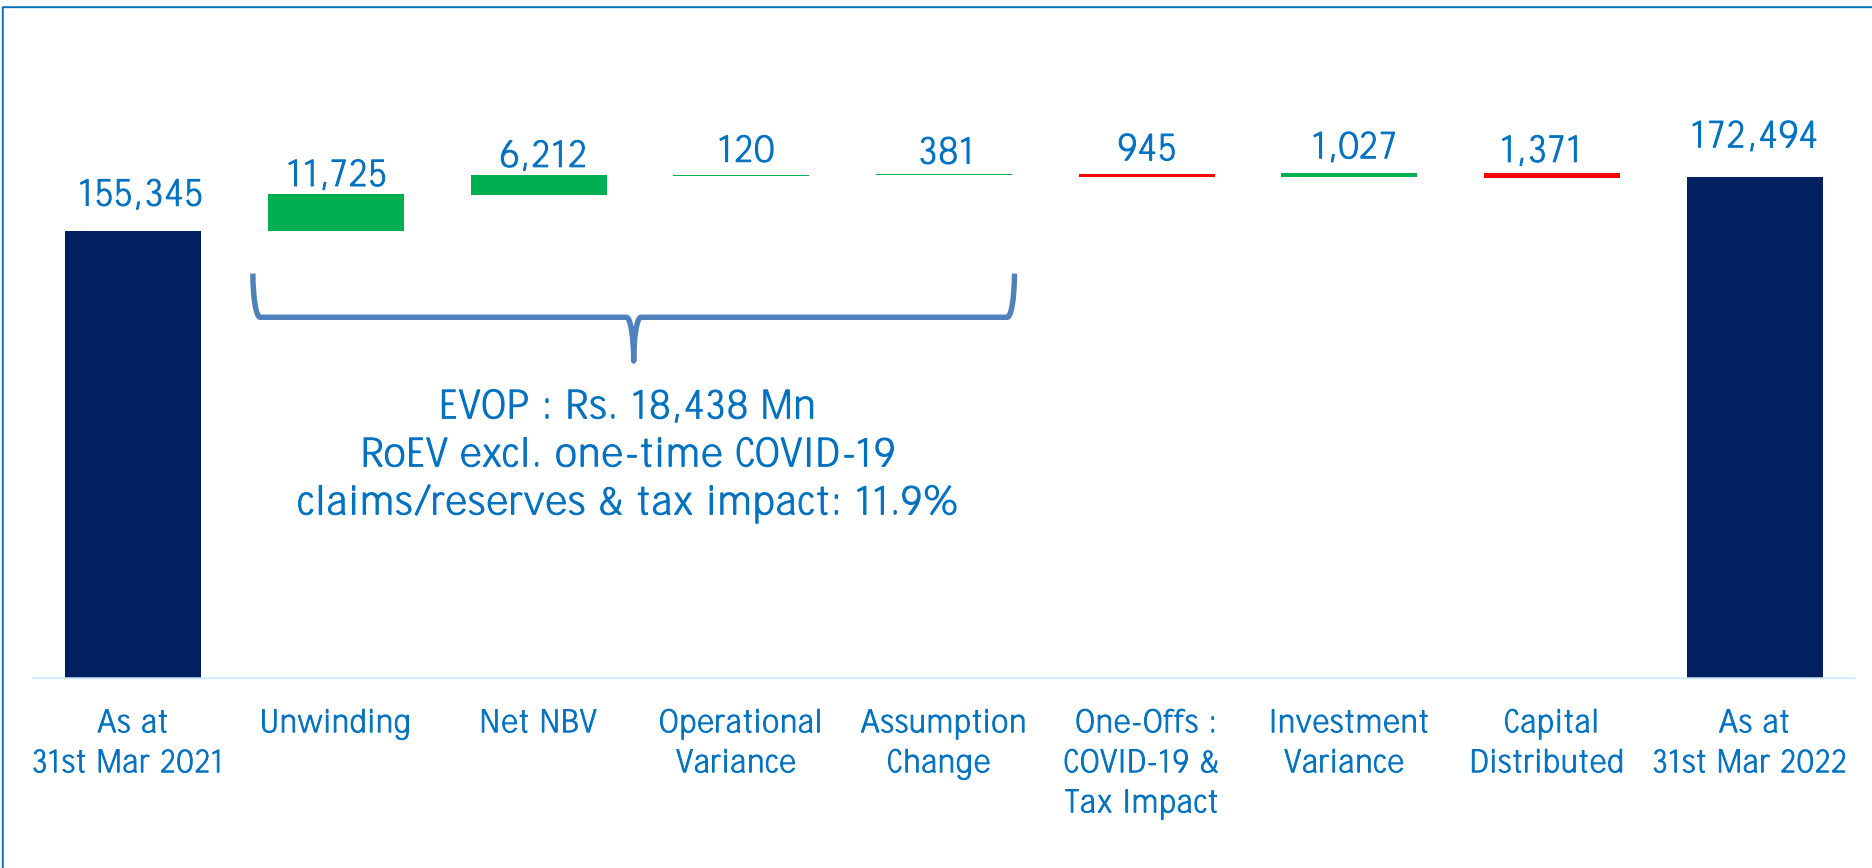 155,345
11,725
6,212
120
381
945
1,027
1,371
172,494
EVOP : Rs. 18,438 Mn
RoEV excl. one-time COVID-19
claims/reserves & tax impact: 11.9%
As at
31st Mar 2021
Unwinding
Net NBV
Operational
Variance
Assumption
Change
One-Offs :
COVID-19 &
Tax Impact
Investment
Variance
Capital
Distributed
As at
31st Mar 2022